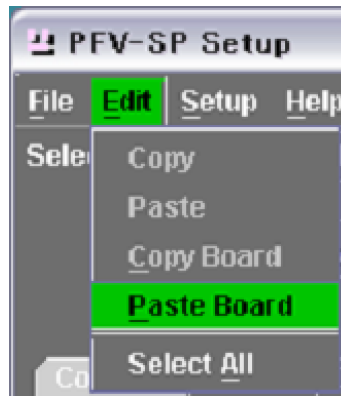 PFV-SP Setup
File Edit Setup Help
Sele
Copy
Paste
Copy Board
Paste Board
Select All
Co